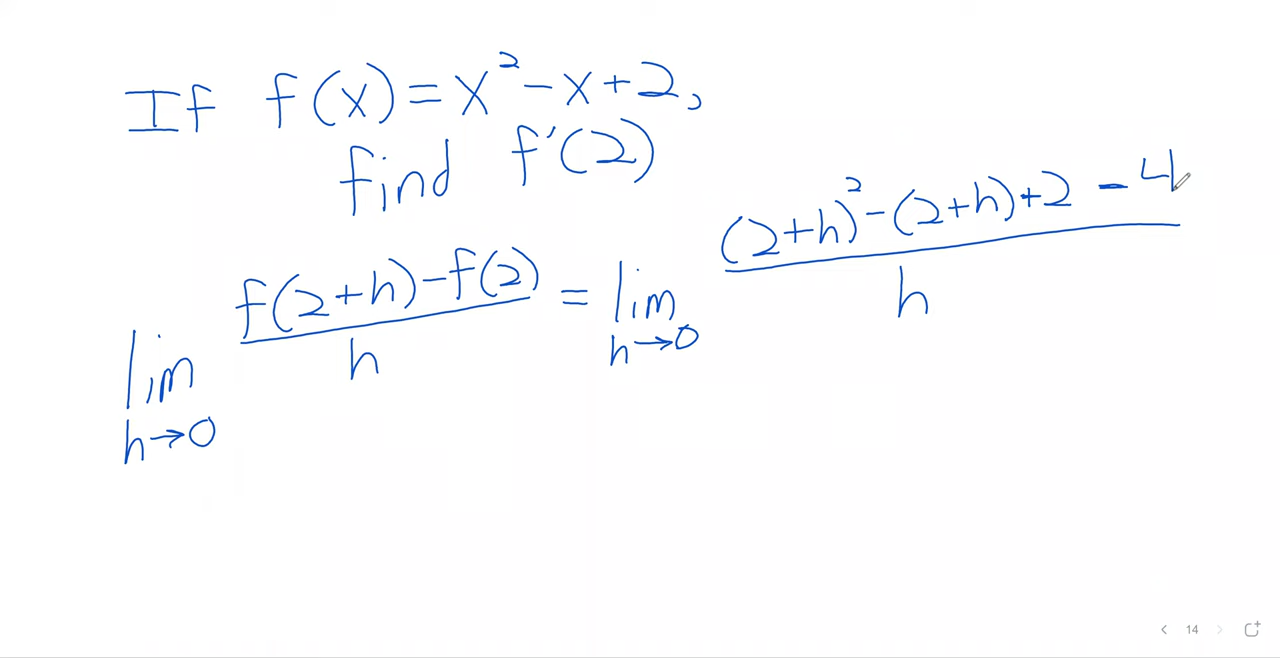 If f(x) = x² - x + 2,
find f'(2)
lim h→0 f(2+h) - f(2) / h = lim h→0 (2+h)² - (2+h) + 2 - 4 / h
14